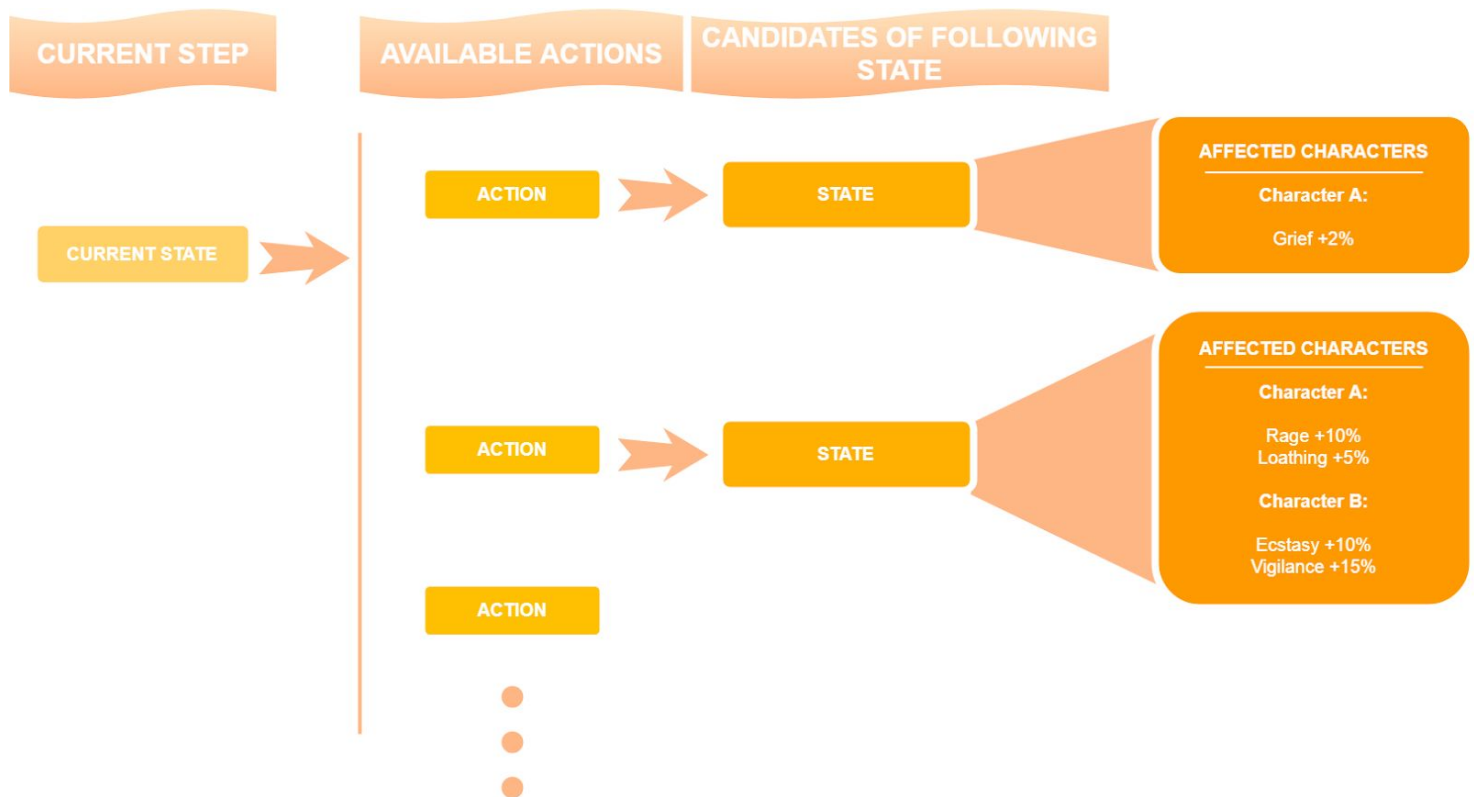 CURRENT STEP
AVAILABLE ACTIONS
CANDIDATES OF FOLLOWING
STATE
CURRENT STATE
ACTION
STATE
AFFECTED CHARACTERS
Character A:
Grief +2%
ACTION
STATE
AFFECTED CHARACTERS
Character A:
Rage +10%
Loathing +5%
Character B:
Ecstasy +10%
Vigilance +15%
ACTION